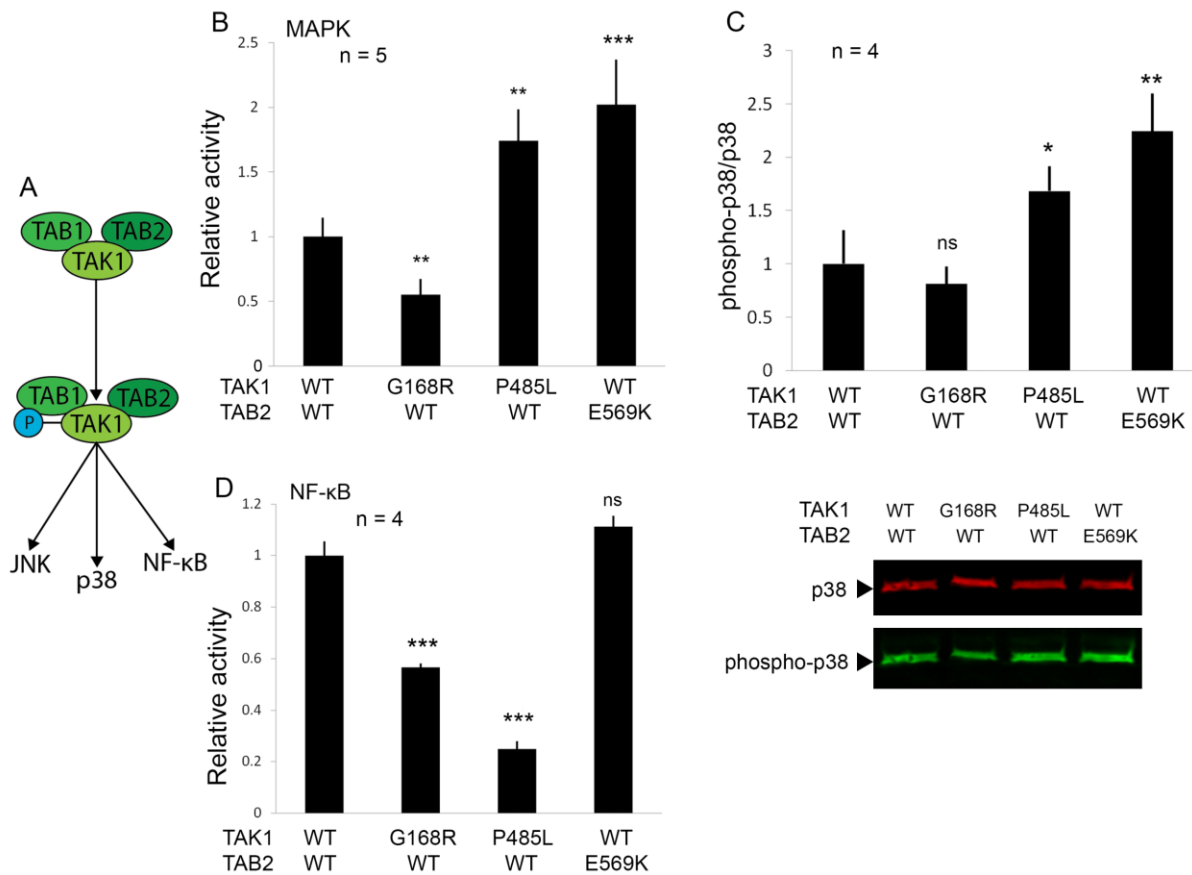 A
TAB1 TAB2
TAK1
TAB1 TAB2
P TAK1
JNK p38 NF-κB
B MAPK
n = 5
Relative activity
2.5
2
1.5
1
0.5
0
** ** ***
TAK1 WT G168R P485L WT
TAB2 WT WT WT E569K
C
n = 4
phospho-p38/p38
3
2.5
2
1.5
1
0.5
0
ns * **
TAK1 WT G168R P485L WT
TAB2 WT WT WT E569K
TAK1 WT G168R P485L WT
TAB2 WT WT WT E569K
p38
phospho-p38
D NF-κB
n = 4
Relative activity
1.2
1
0.8
0.6
0.4
0.2
0
*** *** ns
TAK1 WT G168R P485L WT
TAB2 WT WT WT E569K